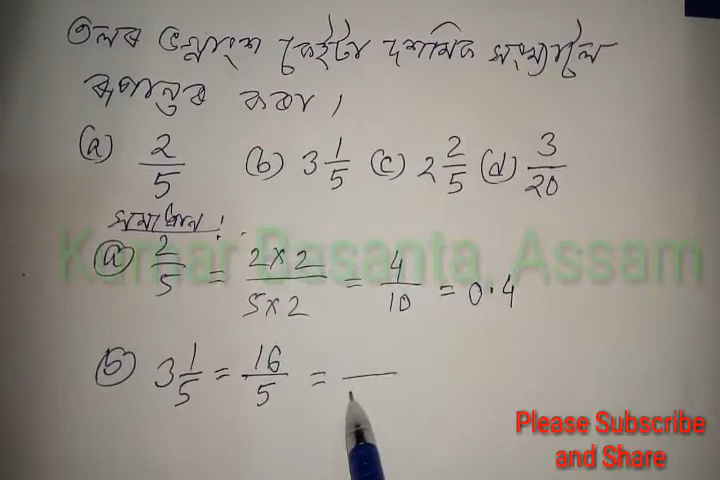 তলৰ ভগ্নাংশ কেইটা দশমিক সংখ্যালৈ
ৰূপান্তৰ কৰা ।
(a) 2/5 (b) 3 1/5 (c) 2 2/5 (d) 3/20
সমাধান :
(a) 2/5 = 2×2/5×2 = 4/10 = 0.4
Kumar Basanta, Assam
(b) 3 1/5 = 16/5 =
Please Subscribe
and Share